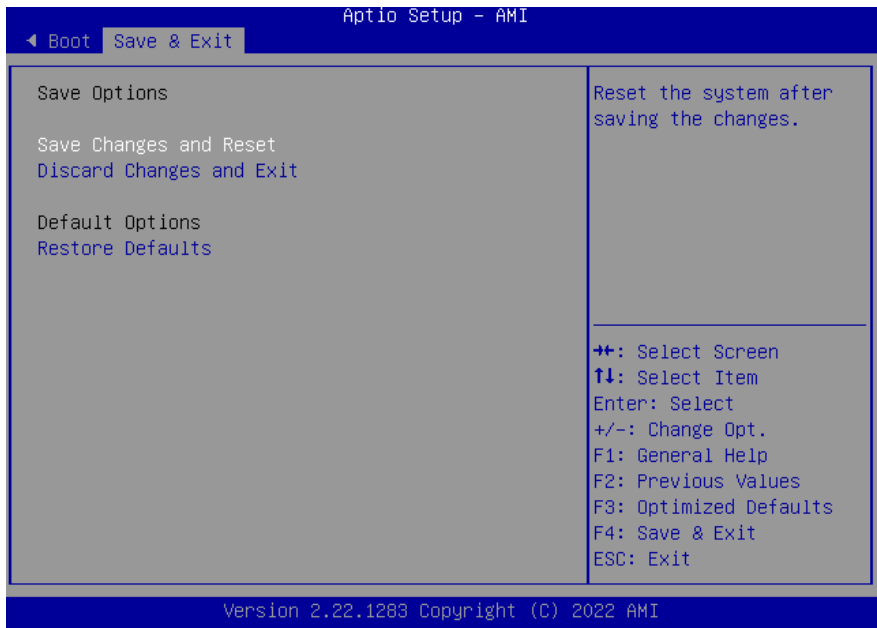 Aptio Setup – AMI
◀ Boot Save & Exit
Save Options
Save Changes and Reset
Discard Changes and Exit
Default Options
Restore Defaults
Reset the system after
saving the changes.
→←: Select Screen
↑↓: Select Item
Enter: Select
+/-: Change Opt.
F1: General Help
F2: Previous Values
F3: Optimized Defaults
F4: Save & Exit
ESC: Exit
Version 2.22.1283 Copyright (C) 2022 AMI